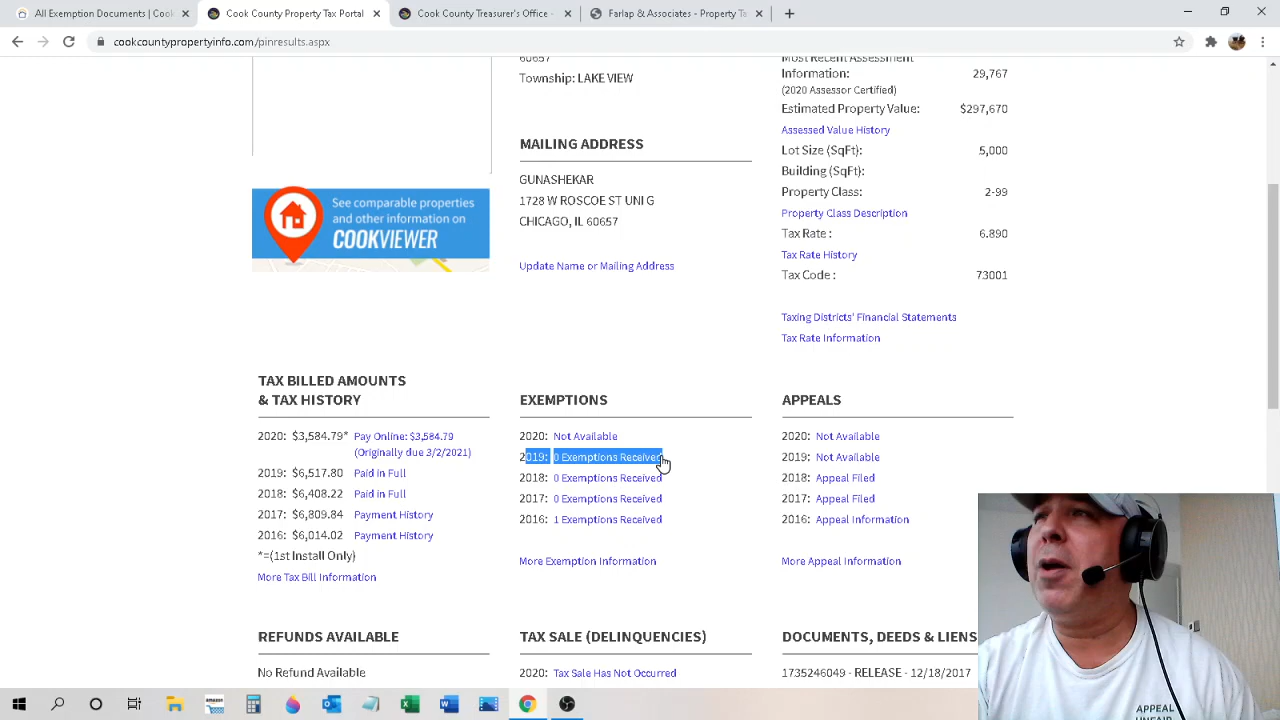 All Exemption Documents | Cook
Cook County Property Tax Portal
Cook County Treasurer's Office -
Farlap & Associates - Property Ta
cookcountypropertyinfo.com/pinresults.aspx
60657
Township: LAKE VIEW
MAILING ADDRESS
GUNASHEKAR
1728 W ROSCOE ST UNI G
CHICAGO, IL 60657
Update Name or Mailing Address
See comparable properties
and other information on
COOKVIEWER
Most Recent Assessment
Information: 29,767
(2020 Assessor Certified)
Estimated Property Value: $297,670
Assessed Value History
Lot Size (SqFt): 5,000
Building (SqFt):
Property Class: 2-99
Property Class Description
Tax Rate : 6.890
Tax Rate History
Tax Code : 73001
Taxing Districts' Financial Statements
Tax Rate Information
TAX BILLED AMOUNTS
& TAX HISTORY
2020: $3,584.79* Pay Online: $3,584.79
(Originally due 3/2/2021)
2019: $6,517.80 Paid in Full
2018: $6,408.22 Paid in Full
2017: $6,809.84 Payment History
2016: $6,014.02 Payment History
*=(1st Install Only)
More Tax Bill Information
EXEMPTIONS
2020: Not Available
2019: 0 Exemptions Received
2018: 0 Exemptions Received
2017: 0 Exemptions Received
2016: 1 Exemptions Received
More Exemption Information
APPEALS
2020: Not Available
2019: Not Available
2018: Appeal Filed
2017: Appeal Filed
2016: Appeal Information
More Appeal Information
REFUNDS AVAILABLE
No Refund Available
TAX SALE (DELINQUENCIES)
2020: Tax Sale Has Not Occurred
DOCUMENTS, DEEDS & LIENS
1735246049 - RELEASE - 12/18/2017
APPEAL
UNFAIR
amazon